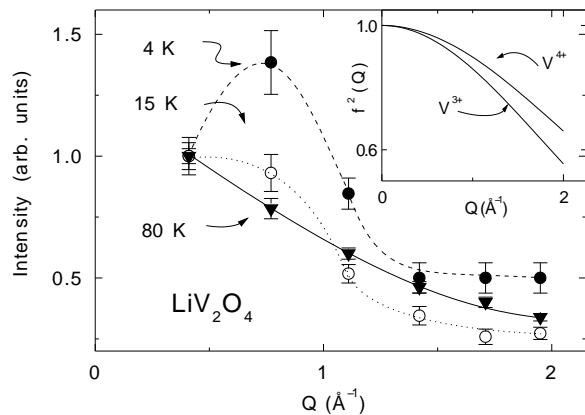 1.5
1.0
0.5
Intensity (arb. units)
4 K
15 K
80 K
LiV₂O₄
0
1
2
Q (Å⁻¹)
1.0
0.6
f ² (Q)
V⁴⁺
V³⁺
0
1
2
Q (Å⁻¹)